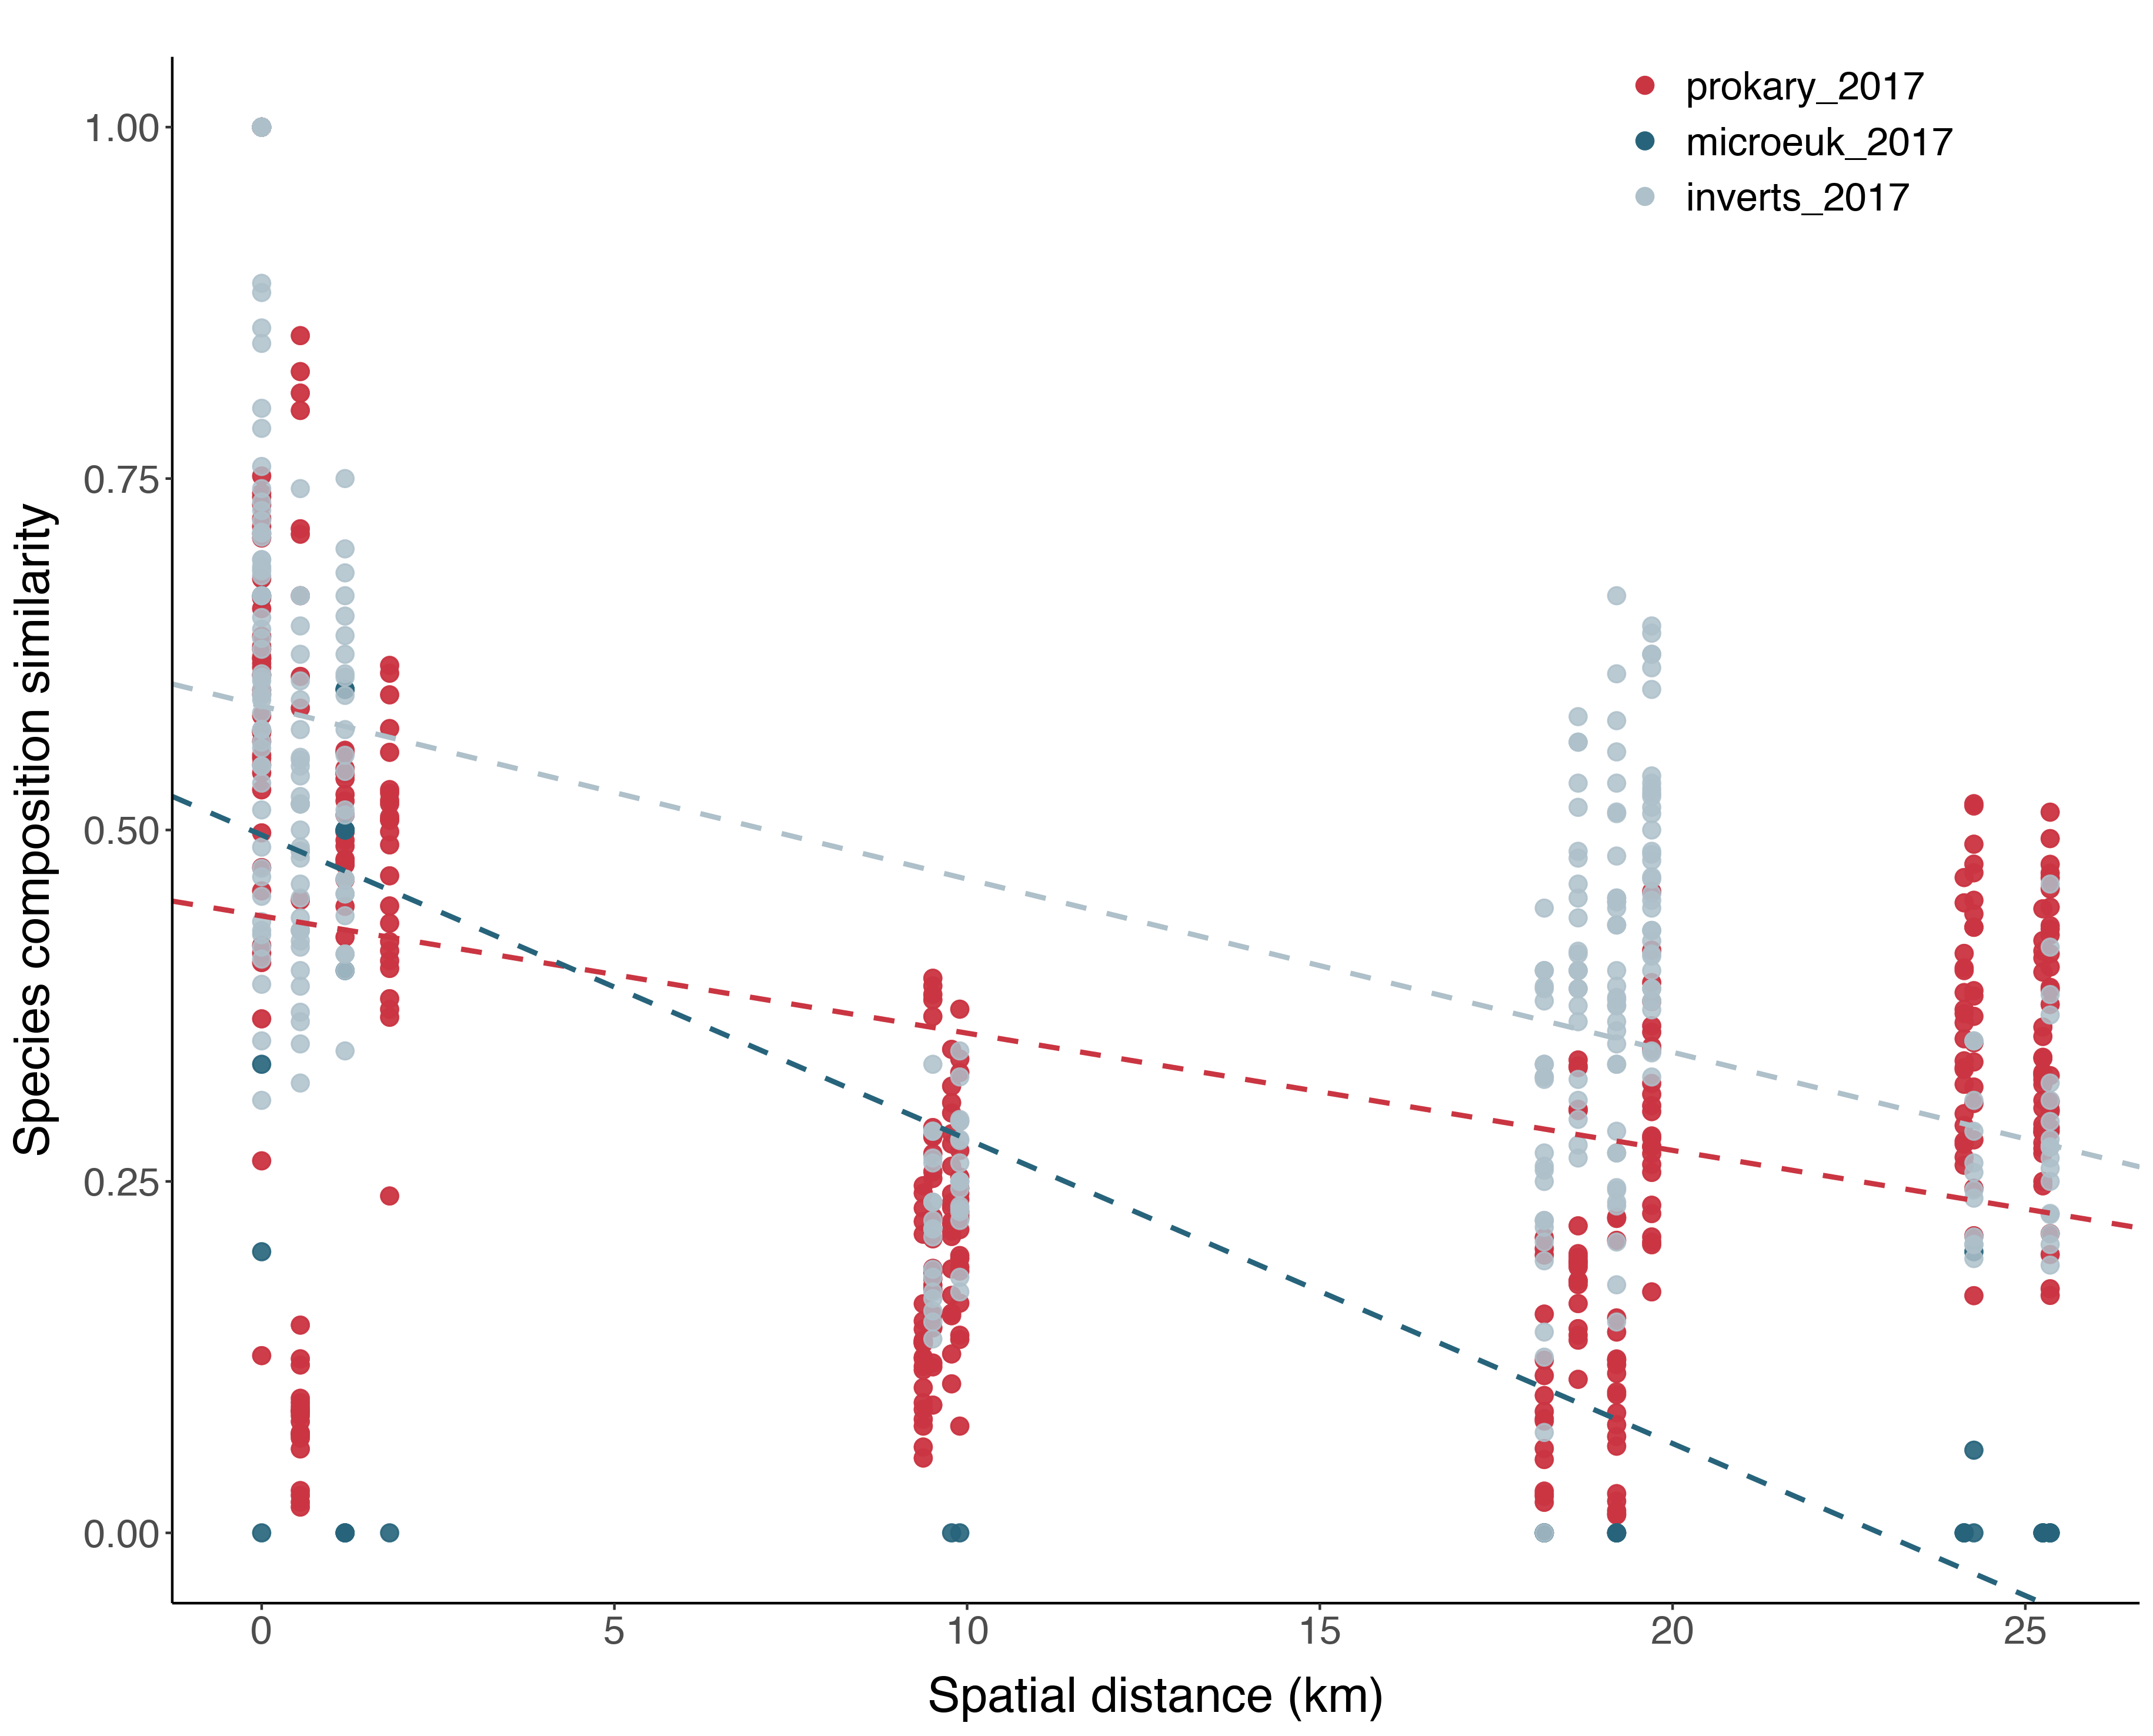 prokary_2017
microeuk_2017
inverts_2017
1.00
0.75
0.50
0.25
0.00
Species composition similarity
0 5 10 15 20 25
Spatial distance (km)